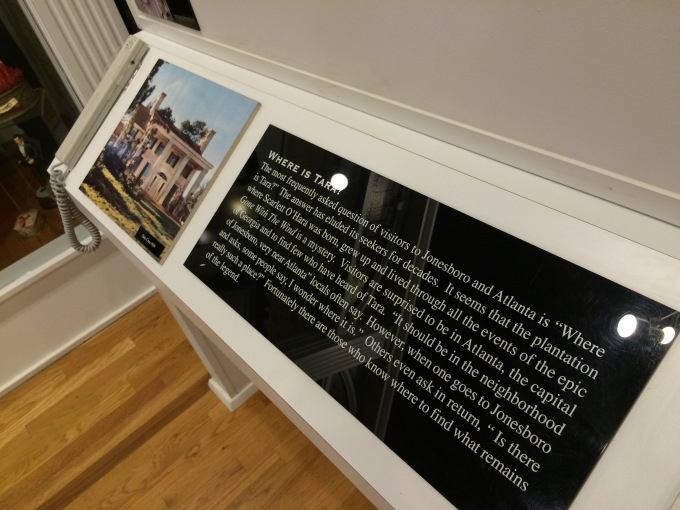 WHERE IS TARA?
The most frequently asked question of visitors to Jonesboro and Atlanta is “Where
is Tara?” The answer has eluded its seekers for decades. It seems that the plantation
where Scarlett O’Hara was born, grew up and lived through all the events of the epic
Gone With The Wind is a mystery. Visitors are surprised to be in Atlanta, the capital
of Georgia and to find few who have heard of Tara. “It should be in the neighborhood
of Jonesboro, very near Atlanta” locals often say. However, when one goes to Jonesboro
and asks, some people say, I wonder where it is.” Others even ask, in return, “ Is there
really such a place?” Fortunately there are those who know where to find what remains
of the legend.